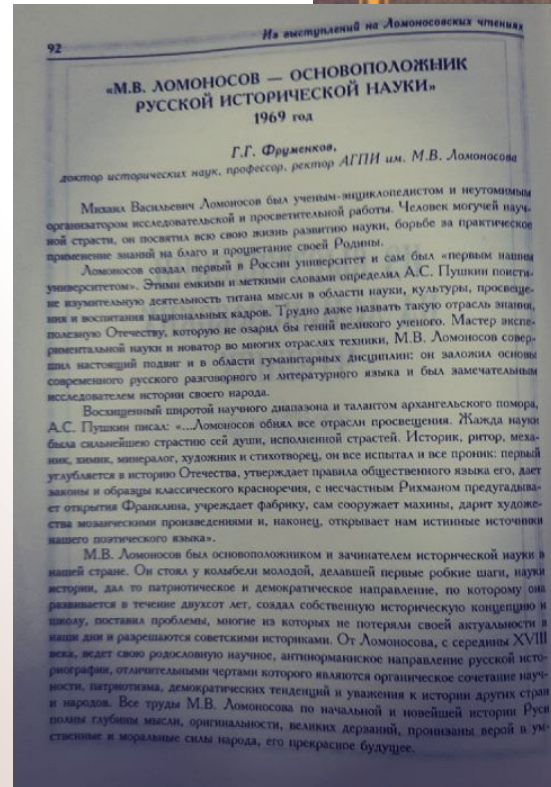 Из выступлений на Ломоносовских чтениях
92
«М.В. ЛОМОНОСОВ — ОСНОВОПОЛОЖНИК
РУССКОЙ ИСТОРИЧЕСКОЙ НАУКИ»
1969 год
Г.Г. Фруменков,
доктор исторических наук, профессор, ректор АГПИ им. М.В. Ломоносова
Михаил Васильевич Ломоносов был ученым-энциклопедистом и неутомимым
организатором исследовательской и просветительной работы. Человек могучей науч-
ной страсти, он посвятил всю свою жизнь развитию науки, борьбе за практическое
применение знаний на благо и процветание своей Родины.
Ломоносов создал первый в России университет и сам был «первым нашим
университетом». Этими емкими и меткими словами определил А.С. Пушкин поисти-
не изумительную деятельность титана мысли в области науки, культуры, просвеще-
ния и воспитания национальных кадров. Трудно даже назвать такую отрасль знания,
полезную Отечеству, которую не озарил бы гений великого ученого. Мастер экспе-
риментальной науки и новатор во многих отраслях техники, М.В. Ломоносов совер-
шил настоящий подвиг и в области гуманитарных дисциплин: он заложил основы
современного русского разговорного и литературного языка и был замечательным
исследователем истории своего народа.
Восхищенный широтой научного диапазона и талантом архангельского помора,
А.С. Пушкин писал: «...Ломоносов обнял все отрасли просвещения. Жажда науки
была сильнейшею страстию сей души, исполненной страстей. Историк, ритор, меха-
ник, химик, минералог, художник и стихотворец, он все испытал и все проник: первый
углубляется в историю Отечества, утверждает правила общественного языка его, дает
законы и образцы классического красноречия, с несчастным Рихманом предугадыва-
ет открытия Франклина, учреждает фабрику, сам сооружает махины, дарит художе-
ства мозаическими произведениями и, наконец, открывает нам истинные источники
нашего поэтического языка».
М.В. Ломоносов был основоположником и зачинателем исторической науки в
нашей стране. Он стоял у колыбели молодой, делавшей первые робкие шаги, науки
истории, дал то патриотическое и демократическое направление, по которому она
развивается в течение двухсот лет, создал собственную историческую концепцию и
школу, поставил проблемы, многие из которых не потеряли своей актуальности в
наши дни и разрешаются советскими историками. От Ломоносова, с середины XVIII
века, ведет свою родословную научное, антинорманнское направление русской исто-
риографии, отличительными чертами которого являются органическое сочетание науч-
ности, патриотизма, демократических тенденций и уважения к истории других стран
и народов. Все труды М.В. Ломоносова по начальной и новейшей истории Руси
полны глубины мысли, оригинальности, великих дерзаний, пронизаны верой в ум-
ственные и моральные силы народа, его прекрасное будущее.